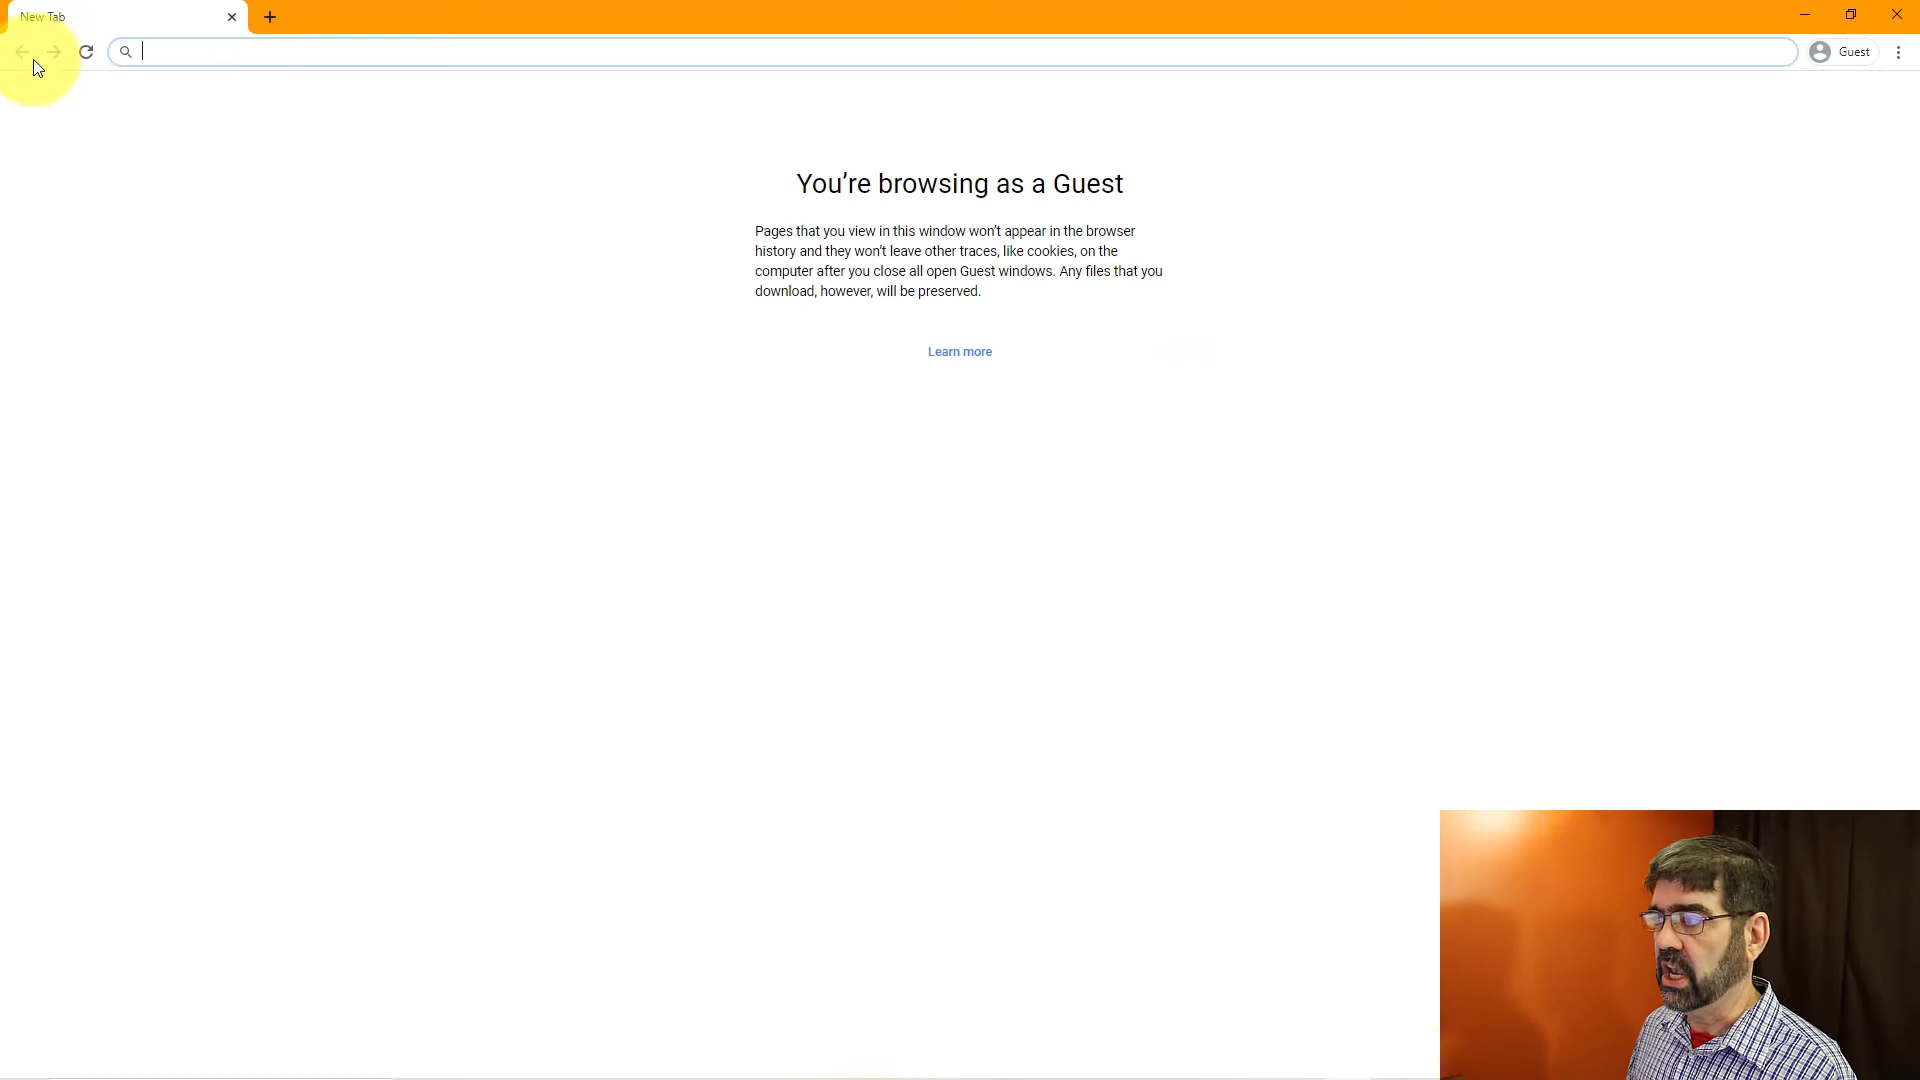 New Tab
Guest
You're browsing as a Guest
Pages that you view in this window won't appear in the browser
history and they won't leave other traces, like cookies, on the
computer after you close all open Guest windows. Any files that you
download, however, will be preserved.
Learn more